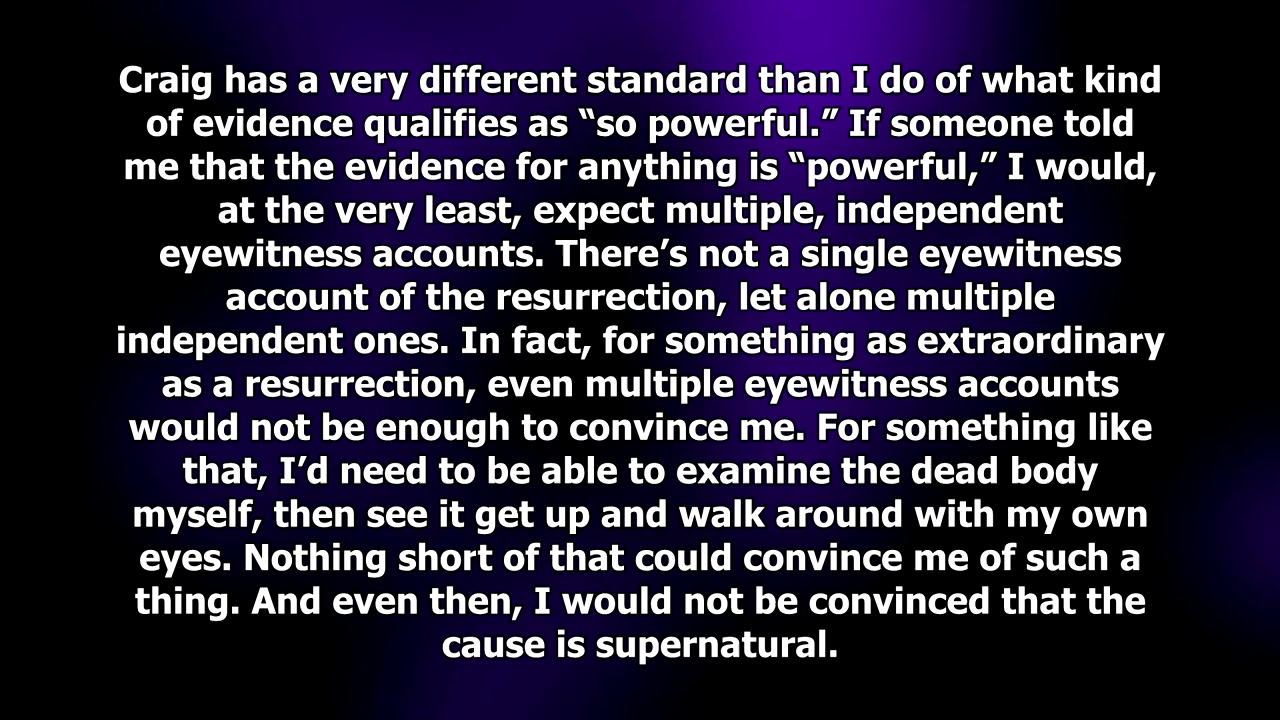 Craig has a very different standard than I do of what kind
of evidence qualifies as “so powerful.” If someone told
me that the evidence for anything is “powerful,” I would,
at the very least, expect multiple, independent
eyewitness accounts. There’s not a single eyewitness
account of the resurrection, let alone multiple
independent ones. In fact, for something as extraordinary
as a resurrection, even multiple eyewitness accounts
would not be enough to convince me. For something like
that, I’d need to be able to examine the dead body
myself, then see it get up and walk around with my own
eyes. Nothing short of that could convince me of such a
thing. And even then, I would not be convinced that the
cause is supernatural.